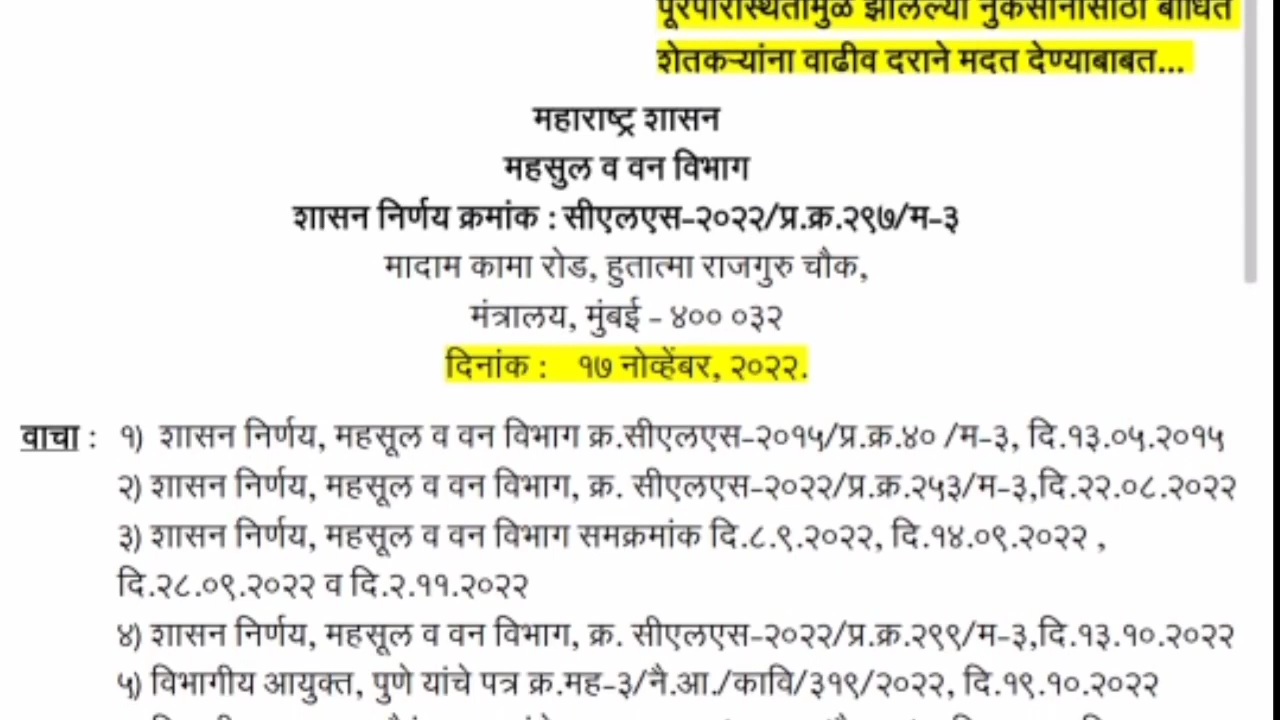 पूरपरिस्थितीमुळे झालेल्या नुकसानीसाठी बाधित
शेतकऱ्यांना वाढीव दराने मदत देण्याबाबत...
महाराष्ट्र शासन
महसुल व वन विभाग
शासन निर्णय क्रमांक : सीएलएस-२०२२/प्र.क्र.२९७/म-३
मादाम कामा रोड, हुतात्मा राजगुरु चौक,
मंत्रालय, मुंबई - ४०० ०३२
दिनांक : १७ नोव्हेंबर, २०२२.
वाचा : १) शासन निर्णय, महसूल व वन विभाग क्र.सीएलएस-२०१५/प्र.क्र.४० /म-३, दि.१३.०५.२०१५
२) शासन निर्णय, महसूल व वन विभाग, क्र. सीएलएस-२०२२/प्र.क्र.२५३/म-३,दि.२२.०८.२०२२
३) शासन निर्णय, महसूल व वन विभाग समक्रमांक दि.८.९.२०२२, दि.१४.०९.२०२२ ,
दि.२८.०९.२०२२ व दि.२.११.२०२२
४) शासन निर्णय, महसूल व वन विभाग, क्र. सीएलएस-२०२२/प्र.क्र.२९९/म-३,दि.१३.१०.२०२२
५) विभागीय आयुक्त, पुणे यांचे पत्र क्र.मह-३/नै.आ./कावि/३१९/२०२२, दि.१९.१०.२०२२